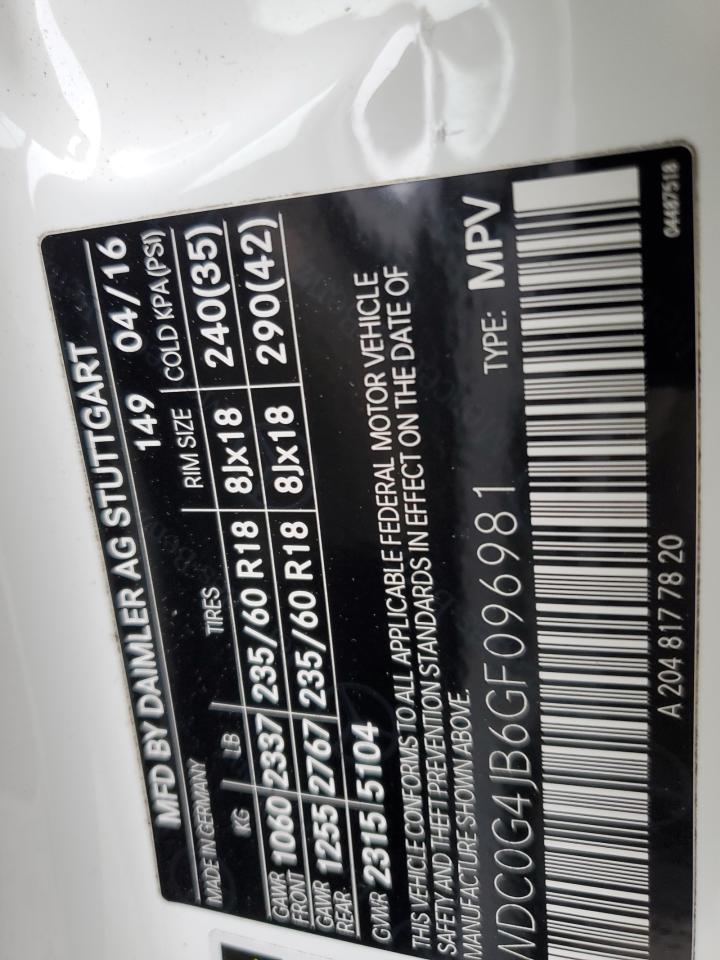 MFD BY DAIMLER AG STUTTGART
MADE IN GERMANY 149 04/16
KG LB TIRES RIM SIZE COLD KPA(PSI)
GAWR FRONT 1060 2337 235/60 R18 8Jx18 240(35)
GAWR REAR 1255 2767 235/60 R18 8Jx18 290(42)
GVWR 2315 5104
THIS VEHICLE CONFORMS TO ALL APPLICABLE FEDERAL MOTOR VEHICLE
SAFETY AND THEFT PREVENTION STANDARDS IN EFFECT ON THE DATE OF
MANUFACTURE SHOWN ABOVE.
WDC0G4JB6GF096981 TYPE: MPV
A 204 817 78 20
04487518